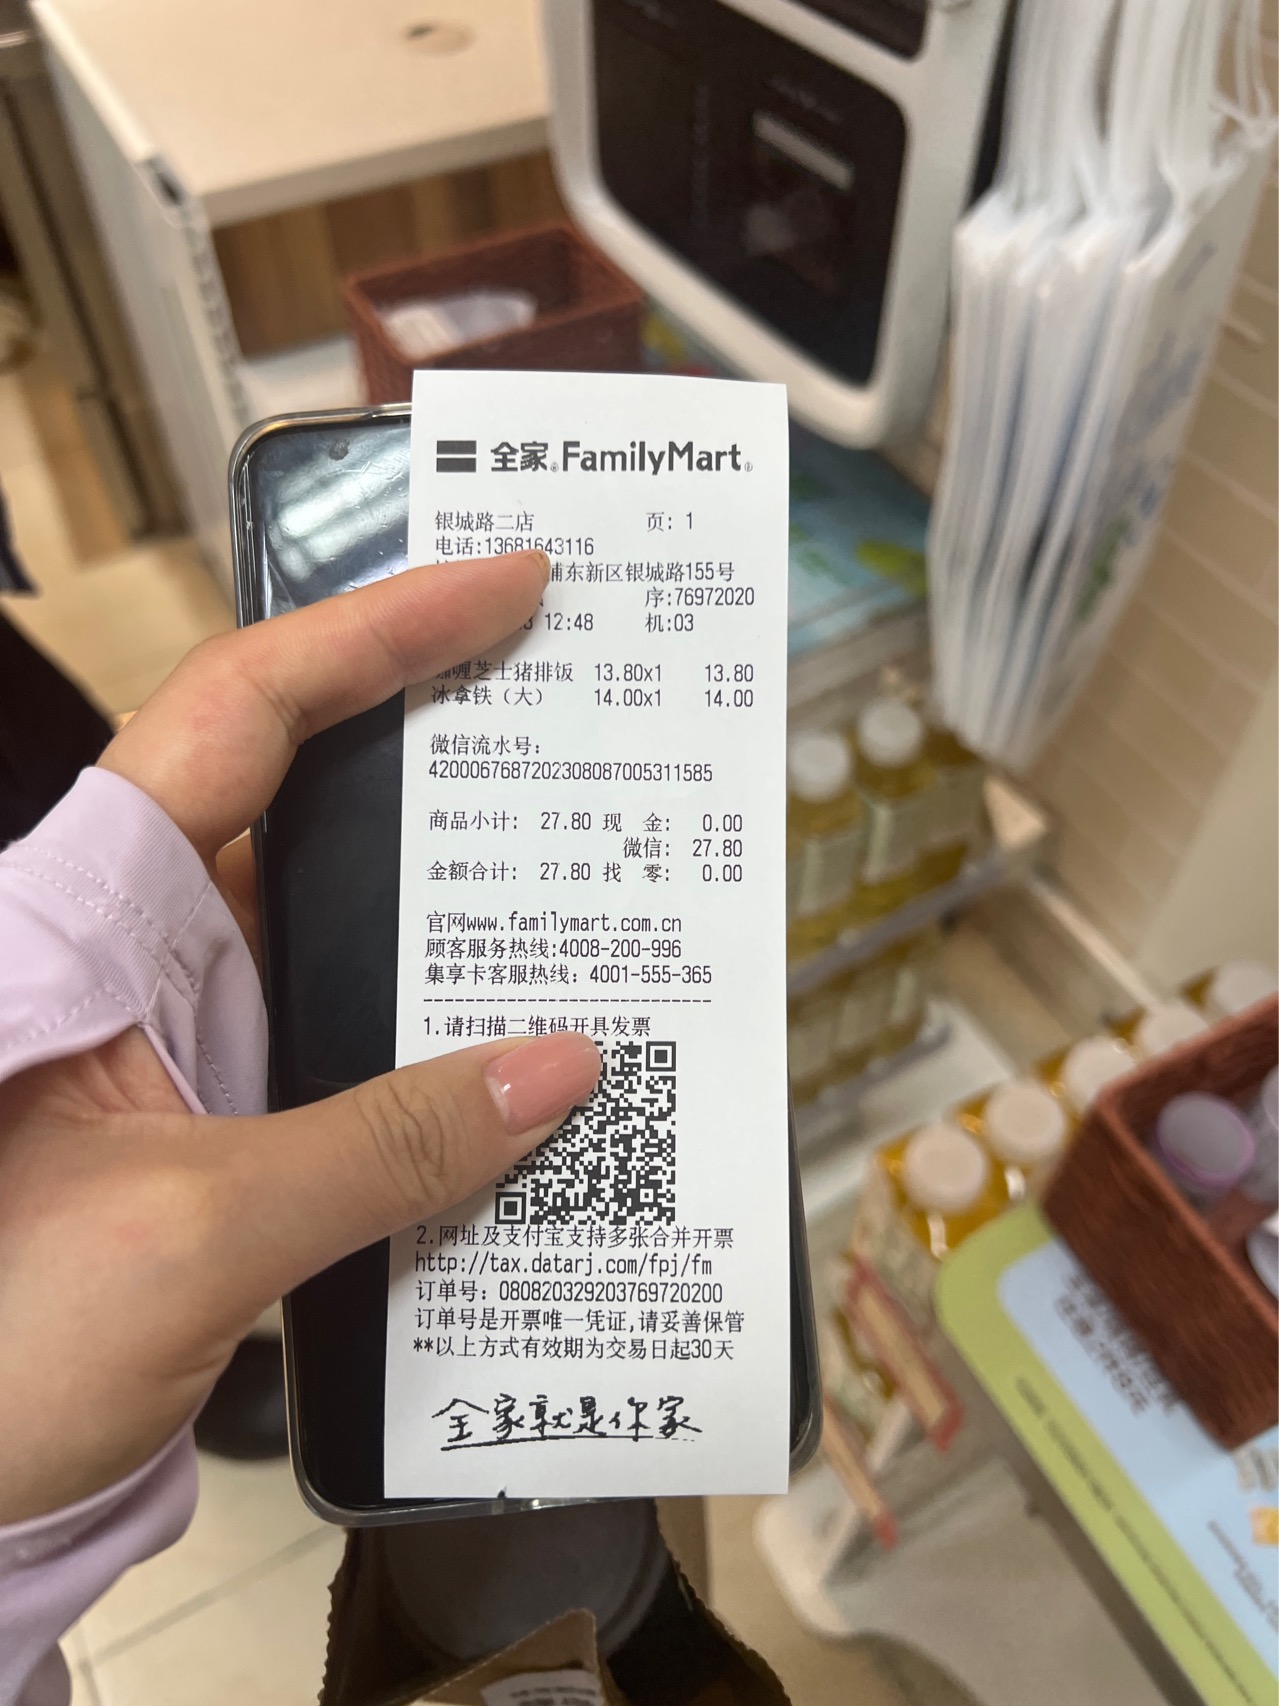 全家 FamilyMart
银城路二店 页: 1
电话:13681643116
浦东新区银城路155号
序:76972020
12:48 机:03
咖喱芝士猪排饭 13.80x1 13.80
冰拿铁（大） 14.00x1 14.00
微信流水号:
4200067687202308087005311585
商品小计: 27.80 现 金: 0.00
微信: 27.80
金额合计: 27.80 找 零: 0.00
官网www.familymart.com.cn
顾客服务热线:4008-200-996
集享卡客服热线: 4001-555-365
----------------------------
1.请扫描二维码开具发票
2.网址及支付宝支持多张合并开票
http://tax.datarj.com/fpj/fm
订单号: 080820329203769720200
订单号是开票唯一凭证,请妥善保管
**以上方式有效期为交易日起30天
全家就是你家